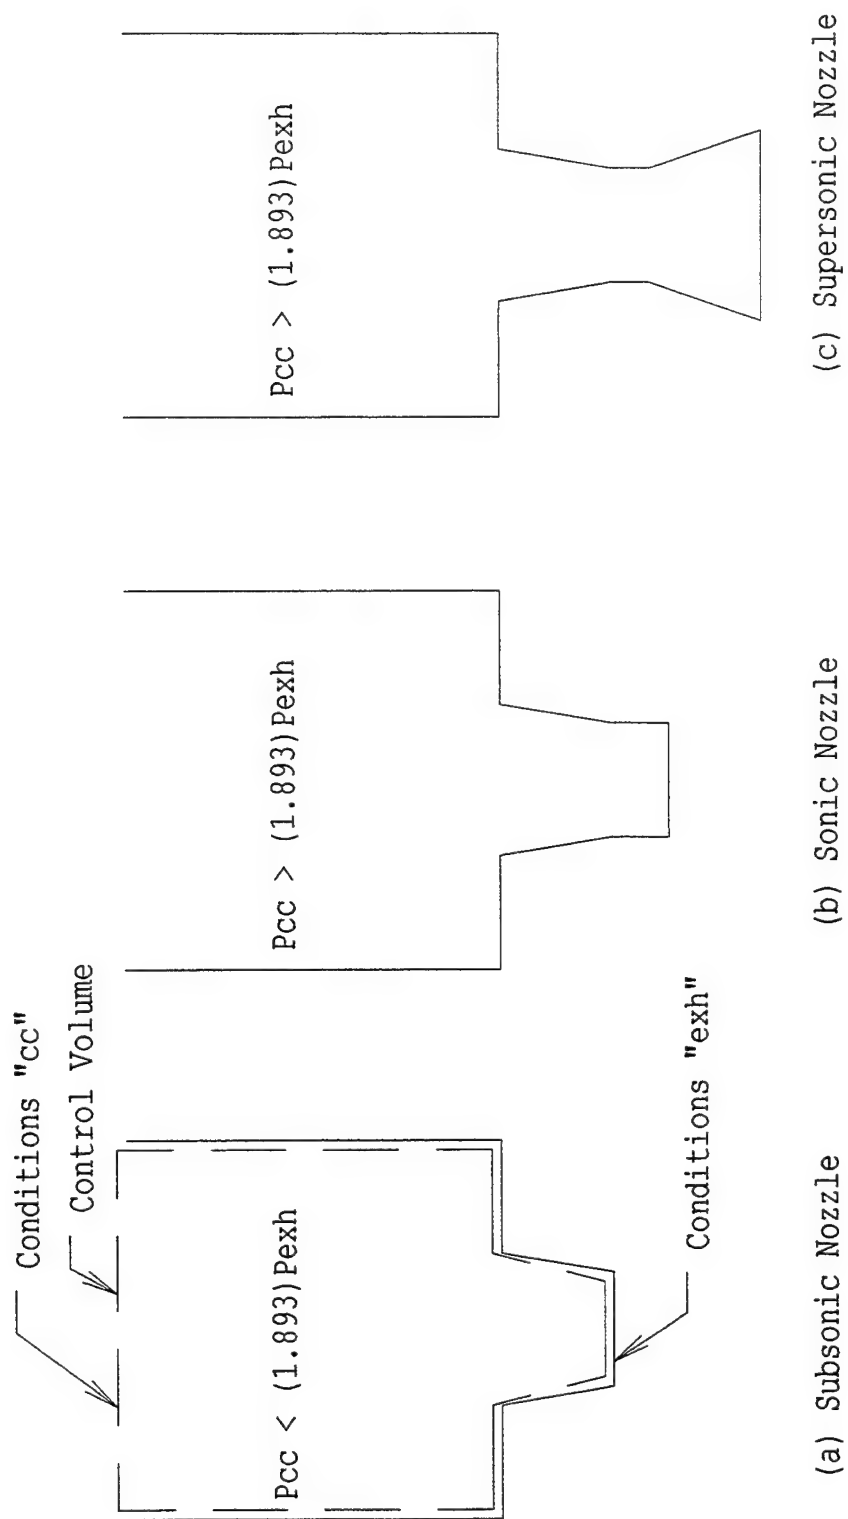 Conditions "cc"
Control Volume
Pcc < (1.893)Pexh
Conditions "exh"
(a) Subsonic Nozzle
Pcc > (1.893)Pexh
(b) Sonic Nozzle
Pcc > (1.893)Pexh
(c) Supersonic Nozzle